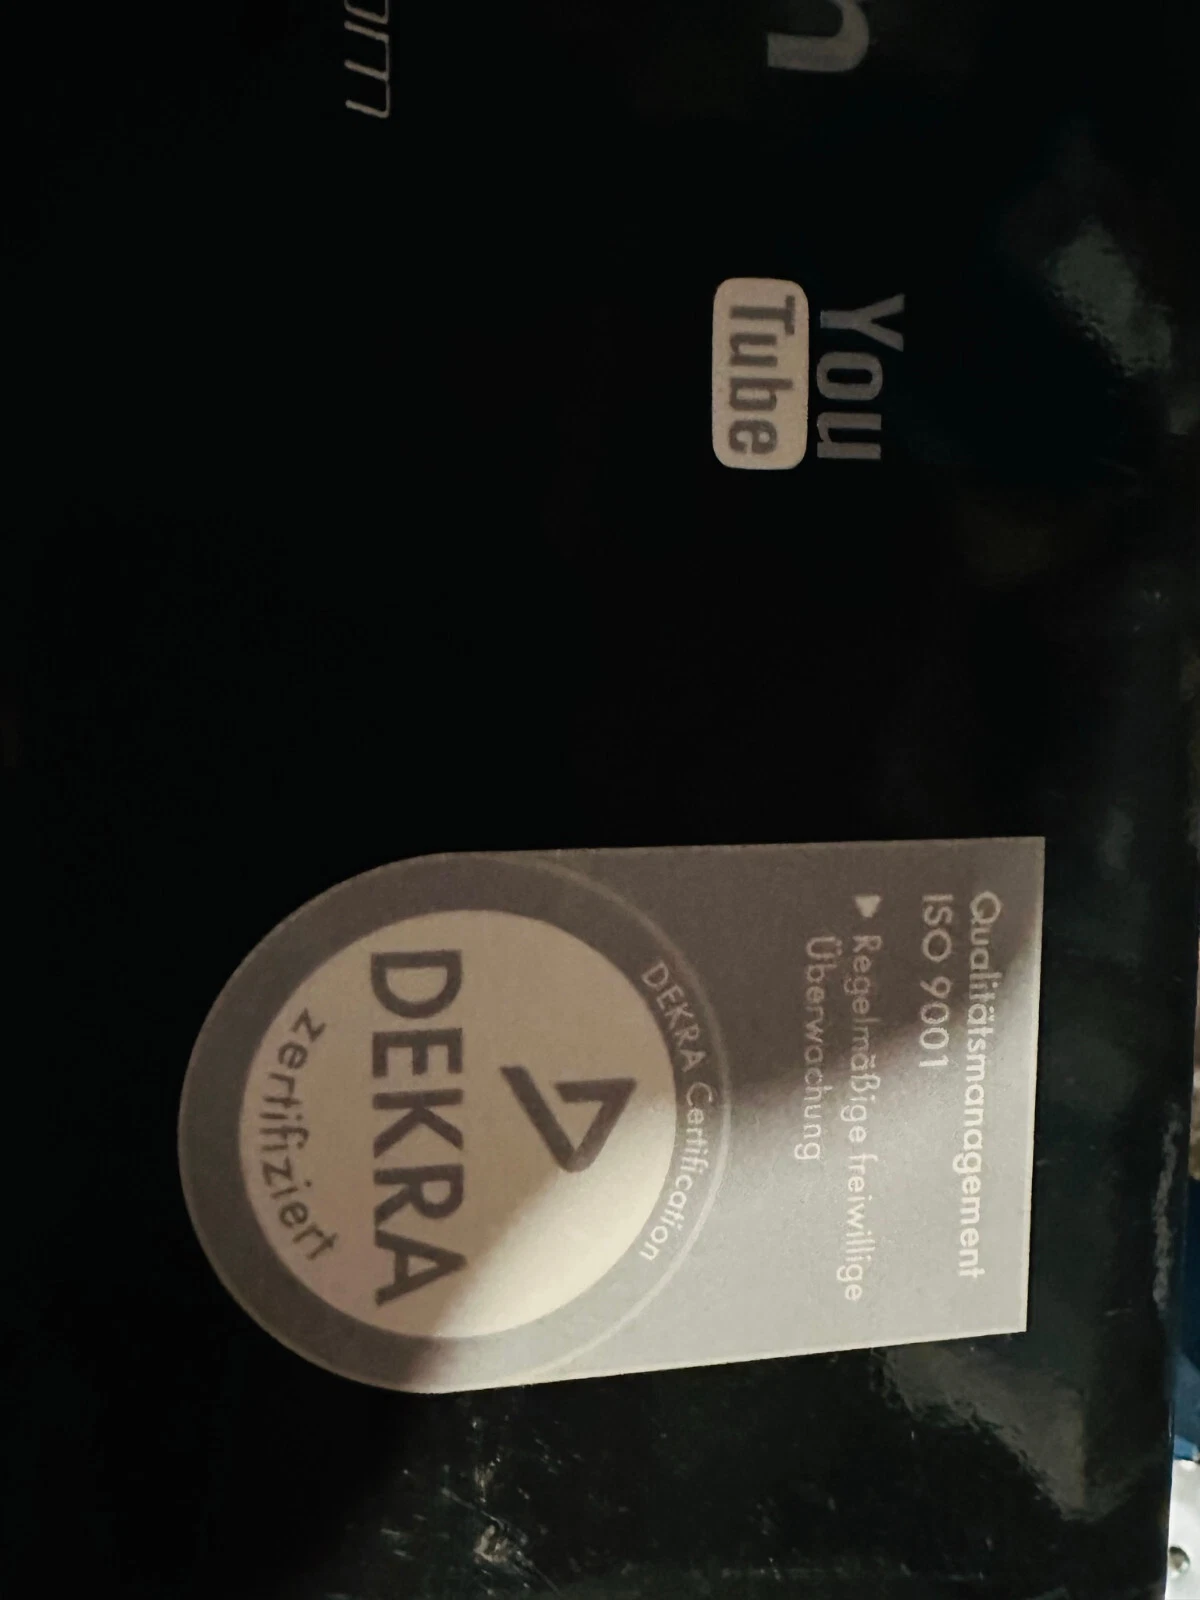 You
Tube
Qualitätsmanagement
ISO 9001
▶ Regelmäßige freiwillige
Überwachung
DEKRA Certification
DEKRA
zertifiziert